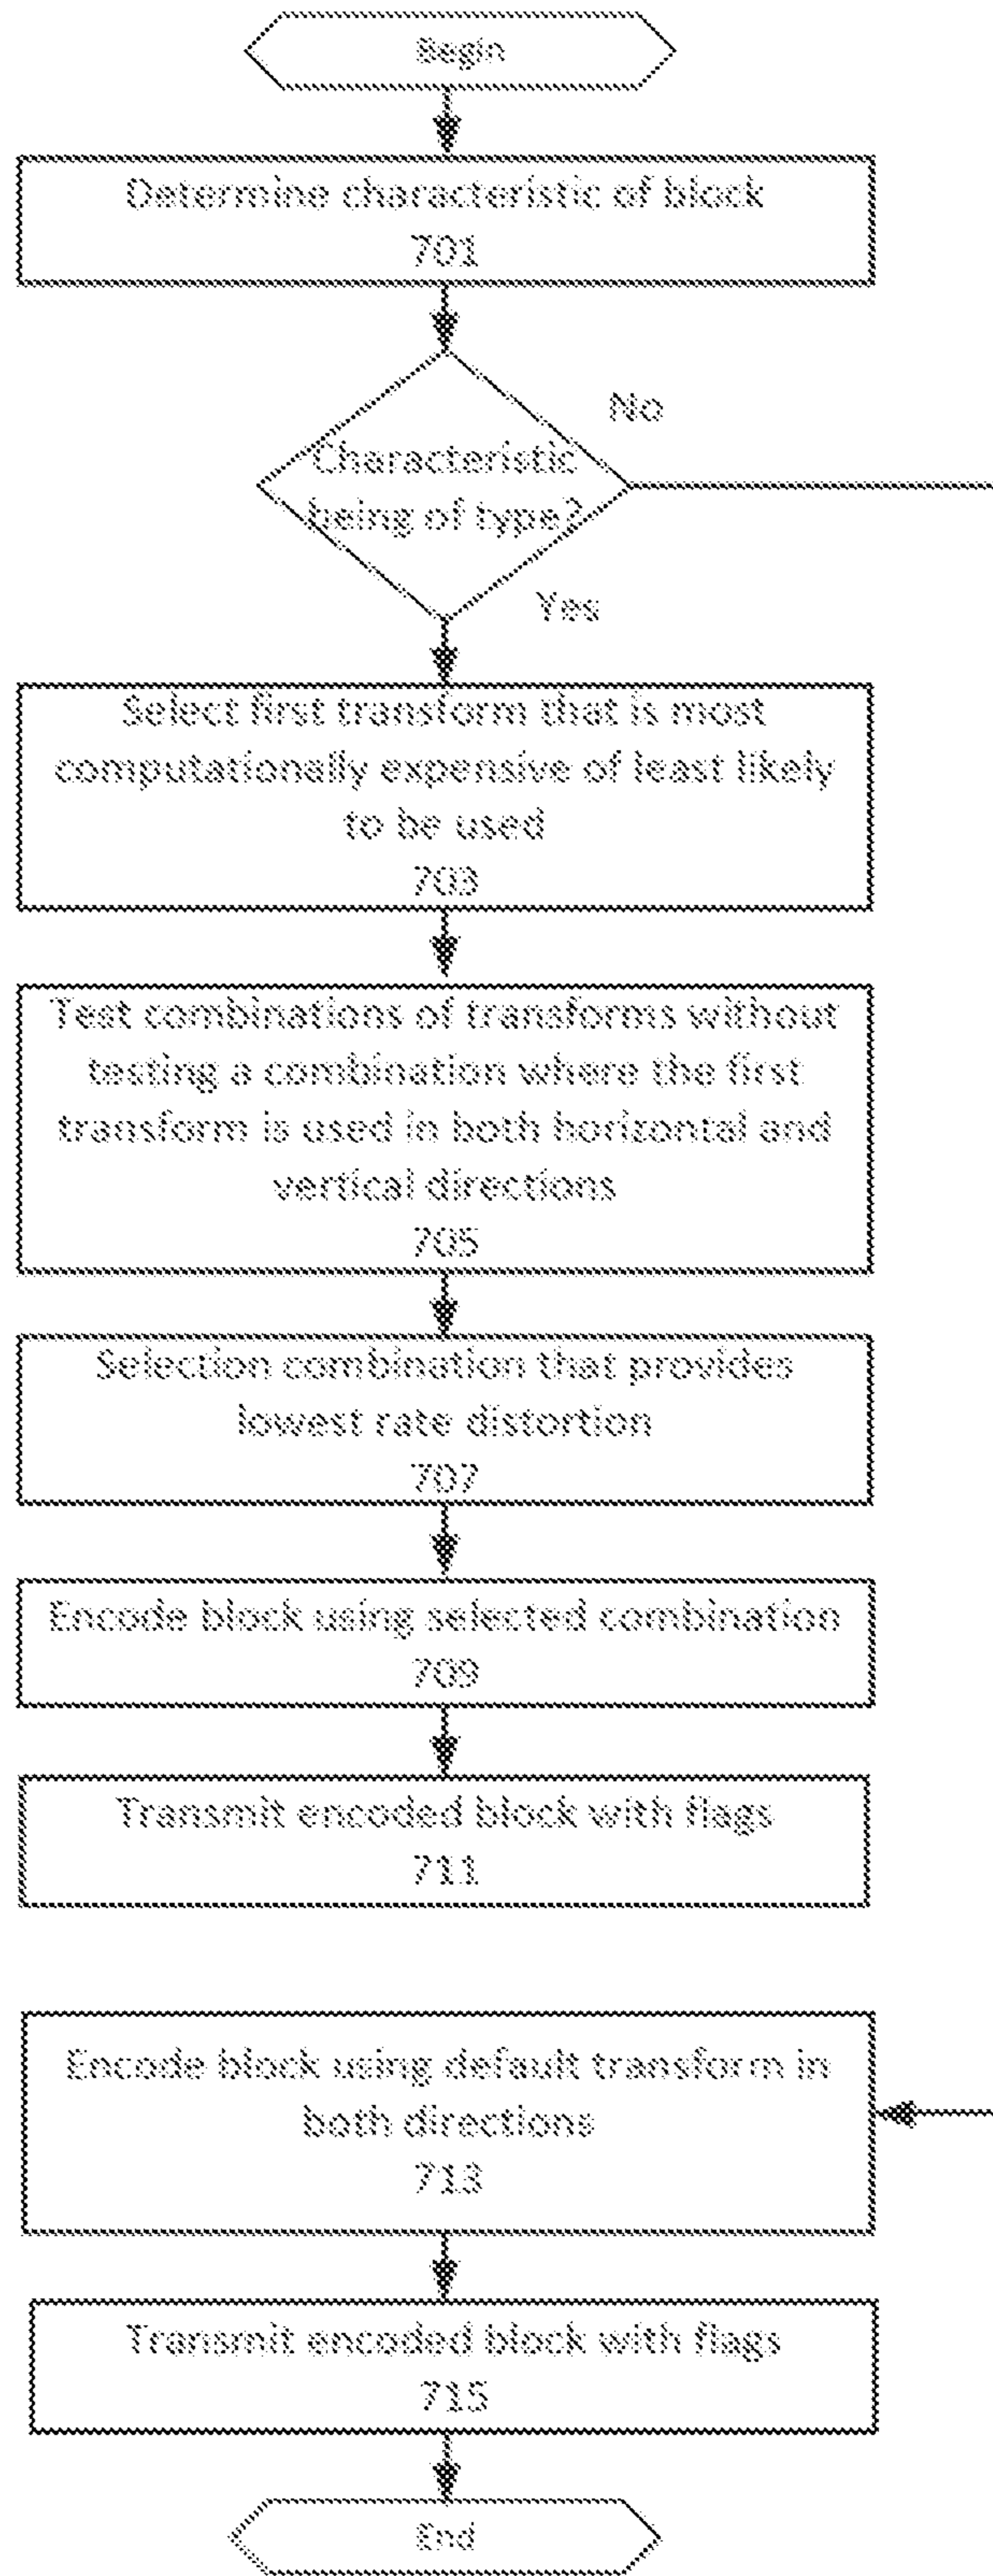 Begin
Determine characteristic of block
701
No
Characteristic
being of type?
Yes
Select first transform that is most
computationally expensive of least likely
to be used
703
Test combinations of transforms without
testing a combination where the first
transform is used in both horizontal and
vertical directions
705
Selection combination that provides
lowest rate distortion
707
Encode block using selected combination
709
Transmit encoded block with flags
711
Encode block using default transform in
both directions
713
Transmit encoded block with flags
715
End